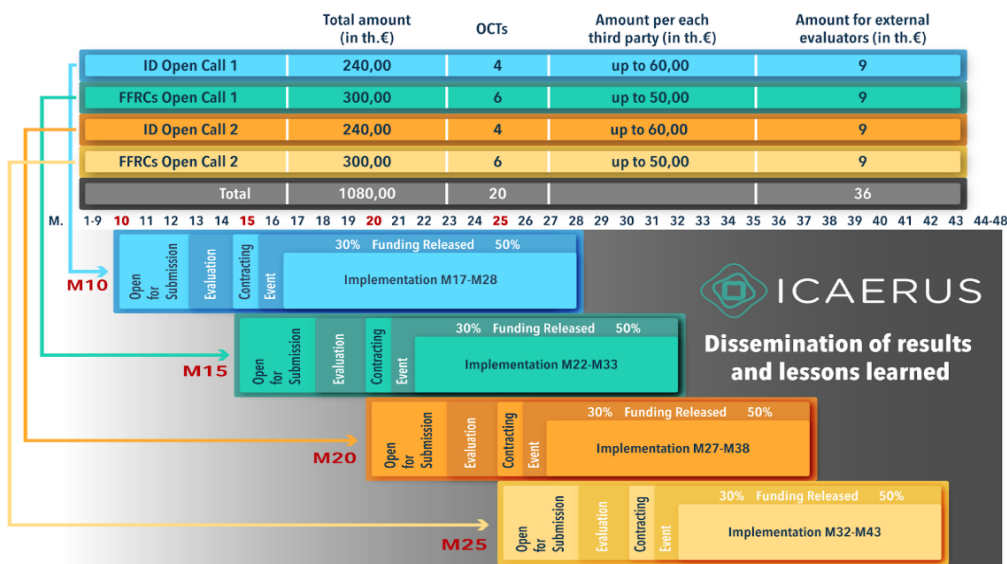 Total amount (in th.€) OCTs Amount per each third party (in th.€) Amount for external evaluators (in th.€)
ID Open Call 1 240,00 4 up to 60,00 9
FFRCs Open Call 1 300,00 6 up to 50,00 9
ID Open Call 2 240,00 4 up to 60,00 9
FFRCs Open Call 2 300,00 6 up to 50,00 9
Total 1080,00 20 36
M. 1-9 10 11 12 13 14 15 16 17 18 19 20 21 22 23 24 25 26 27 28 29 30 31 32 33 34 35 36 37 38 39 40 41 42 43 44-48
M10
Open for Submission
Evaluation
Contracting
Event
30% Funding Released 50%
Implementation M17-M28
ICAERUS
Dissemination of results
and lessons learned
M15
Open for Submission
Evaluation
Contracting
Event
30% Funding Released 50%
Implementation M22-M33
M20
Open for Submission
Evaluation
Contracting
Event
30% Funding Released 50%
Implementation M27-M38
M25
Open for Submission
Evaluation
Contracting
Event
30% Funding Released 50%
Implementation M32-M43